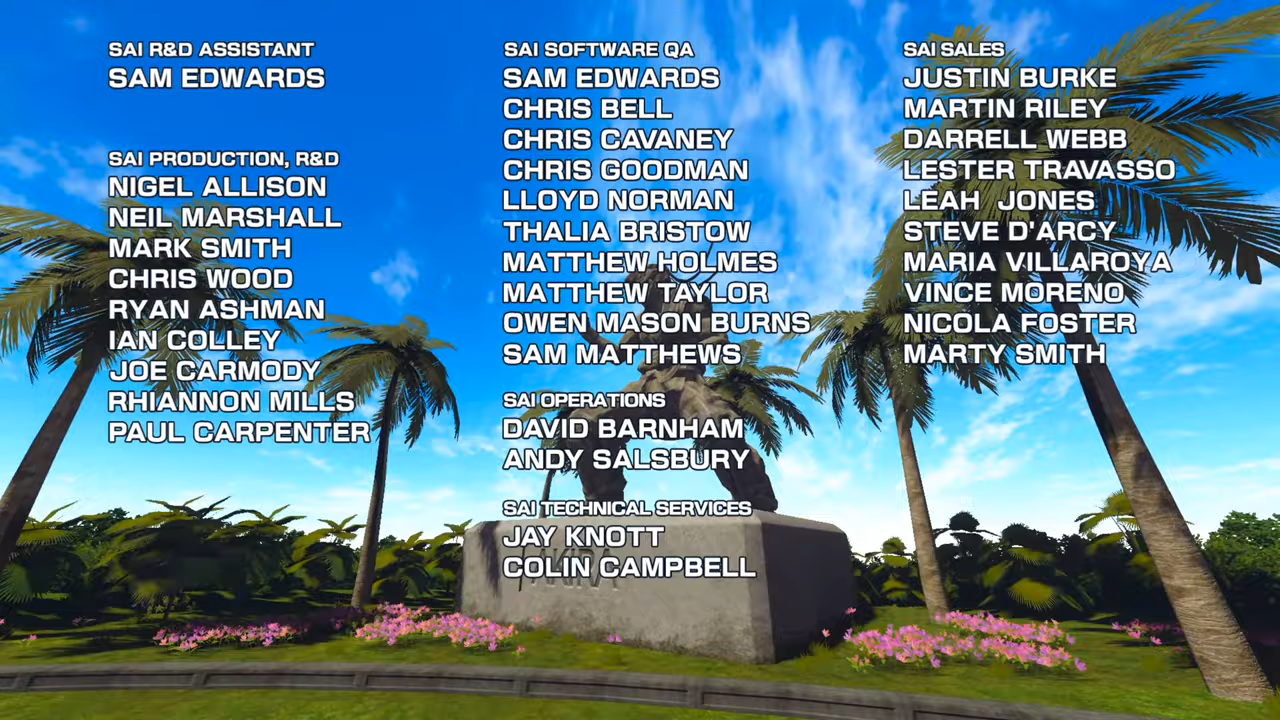 SAI R&D ASSISTANT
SAM EDWARDS
SAI PRODUCTION, R&D
NIGEL ALLISON
NEIL MARSHALL
MARK SMITH
CHRIS WOOD
RYAN ASHMAN
IAN COLLEY
JOE CARMODY
RHIANNON MILLS
PAUL CARPENTER
SAI SOFTWARE QA
SAM EDWARDS
CHRIS BELL
CHRIS CAVANEY
CHRIS GOODMAN
LLOYD NORMAN
THALIA BRISTOW
MATTHEW HOLMES
MATTHEW TAYLOR
OWEN MASON BURNS
SAM MATTHEWS
SAI OPERATIONS
DAVID BARNHAM
ANDY SALSBURY
SAI TECHNICAL SERVICES
JAY KNOTT
COLIN CAMPBELL
AKIRA
SAI SALES
JUSTIN BURKE
MARTIN RILEY
DARRELL WEBB
LESTER TRAVASSO
LEAH  JONES
STEVE D'ARCY
MARIA VILLAROYA
VINCE MORENO
NICOLA FOSTER
MARTY SMITH